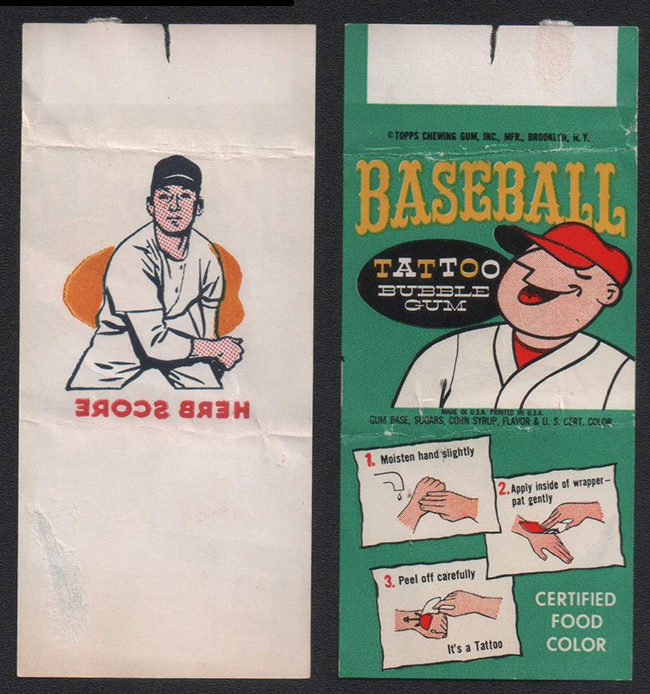 HERB SCORE
© TOPPS CHEWING GUM, INC., MFR., BROOKLYN, N. Y.
BASEBALL
TATTOO
BUBBLE
GUM
MADE IN U.S.A. PRINTED IN U.S.A.
GUM BASE, SUGARS, CORN SYRUP, FLAVOR & U. S. CERT. COLOR
1. Moisten hand slightly
2. Apply inside of wrapper—
pat gently
3. Peel off carefully
It's a Tattoo
CERTIFIED
FOOD
COLOR